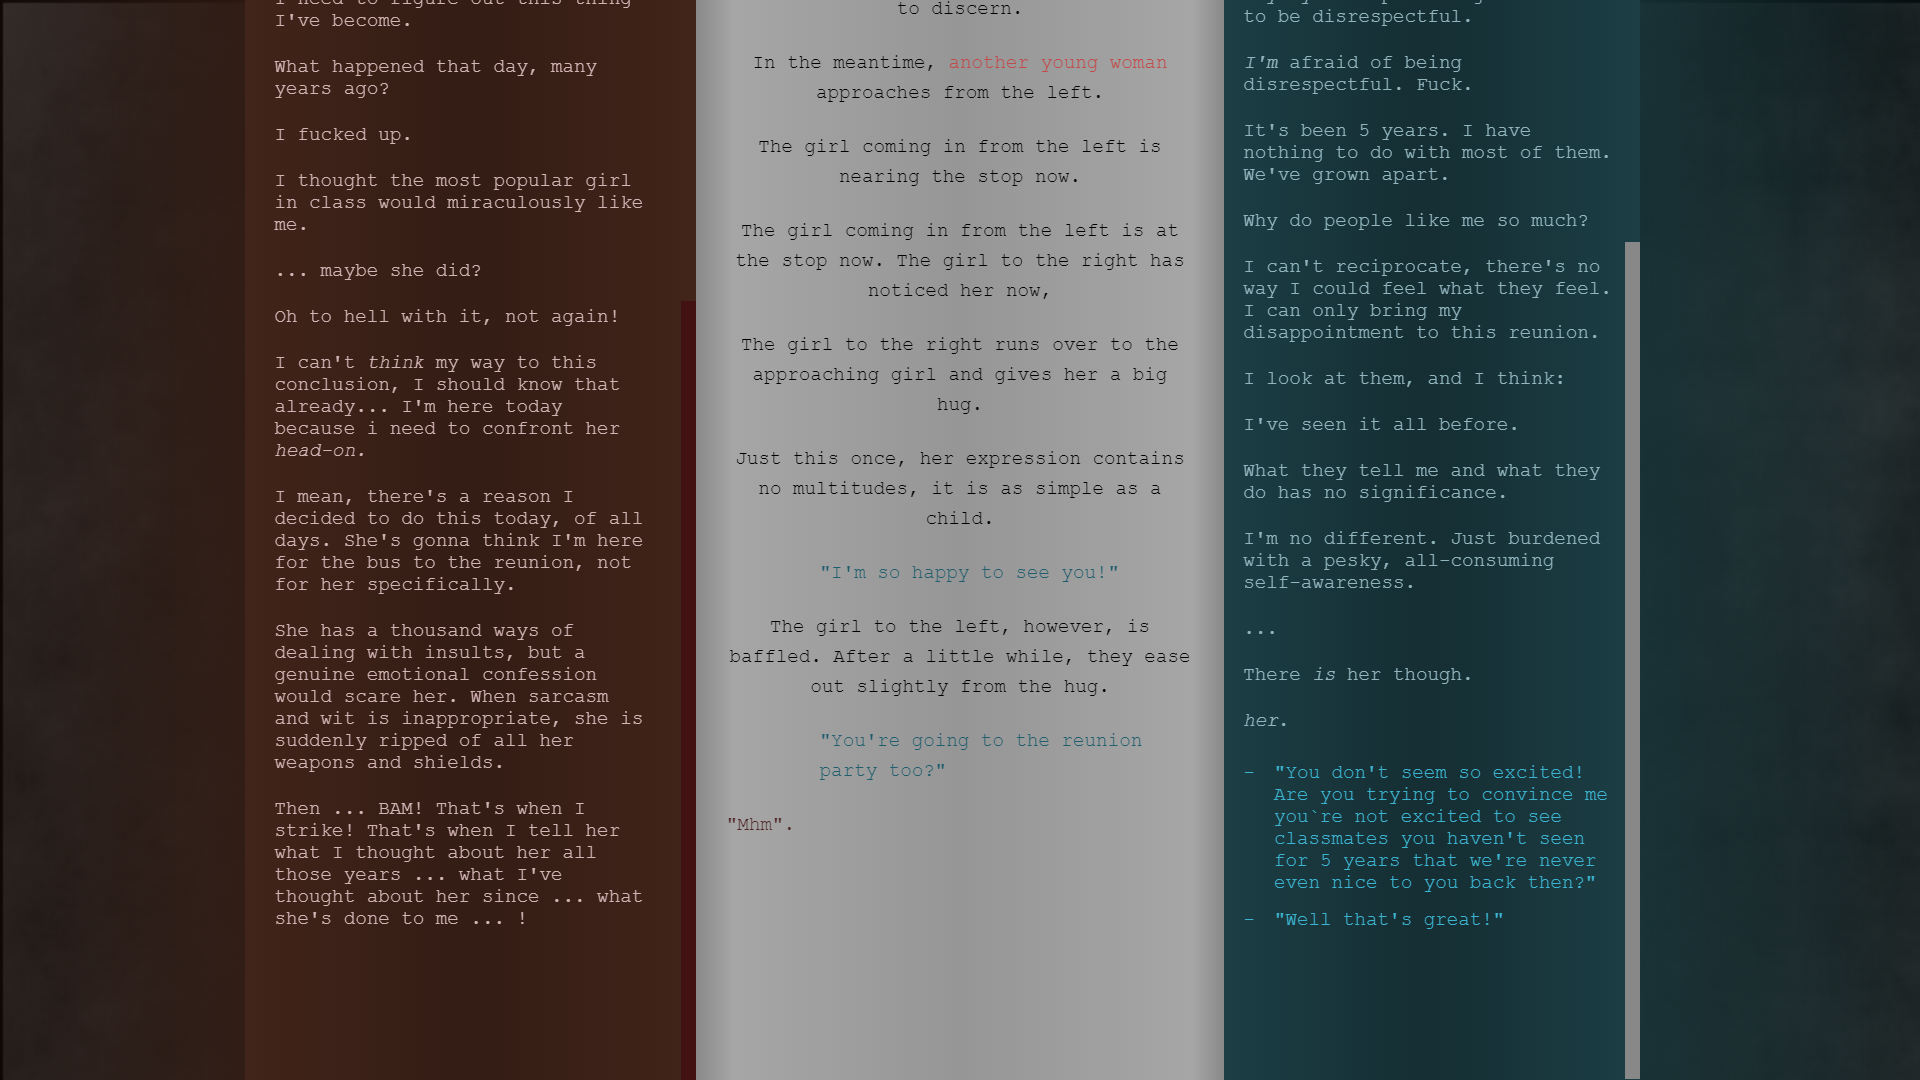 I need to figure out this thing
I've become.
What happened that day, many
years ago?
I fucked up.
I thought the most popular girl
in class would miraculously like
me.
... maybe she did?
Oh to hell with it, not again!
I can't think my way to this
conclusion, I should know that
already... I'm here today
because i need to confront her
head-on.
I mean, there's a reason I
decided to do this today, of all
days. She's gonna think I'm here
for the bus to the reunion, not
for her specifically.
She has a thousand ways of
dealing with insults, but a
genuine emotional confession
would scare her. When sarcasm
and wit is inappropriate, she is
suddenly ripped of all her
weapons and shields.
Then ... BAM! That's when I
strike! That's when I tell her
what I thought about her all
those years ... what I've
thought about her since ... what
she's done to me ... !
to discern.
In the meantime, another young woman
approaches from the left.
The girl coming in from the left is
nearing the stop now.
The girl coming in from the left is at
the stop now. The girl to the right has
noticed her now,
The girl to the right runs over to the
approaching girl and gives her a big
hug.
Just this once, her expression contains
no multitudes, it is as simple as a
child.
"I'm so happy to see you!"
The girl to the left, however, is
baffled. After a little while, they ease
out slightly from the hug.
"You're going to the reunion
party too?"
"Mhm".
to be disrespectful.
I'm afraid of being
disrespectful. Fuck.
It's been 5 years. I have
nothing to do with most of them.
We've grown apart.
Why do people like me so much?
I can't reciprocate, there's no
way I could feel what they feel.
I can only bring my
disappointment to this reunion.
I look at them, and I think:
I've seen it all before.
What they tell me and what they
do has no significance.
I'm no different. Just burdened
with a pesky, all-consuming
self-awareness.
...
There is her though.
her.
- "You don't seem so excited!
Are you trying to convince me
you`re not excited to see
classmates you haven't seen
for 5 years that we're never
even nice to you back then?"
- "Well that's great!"